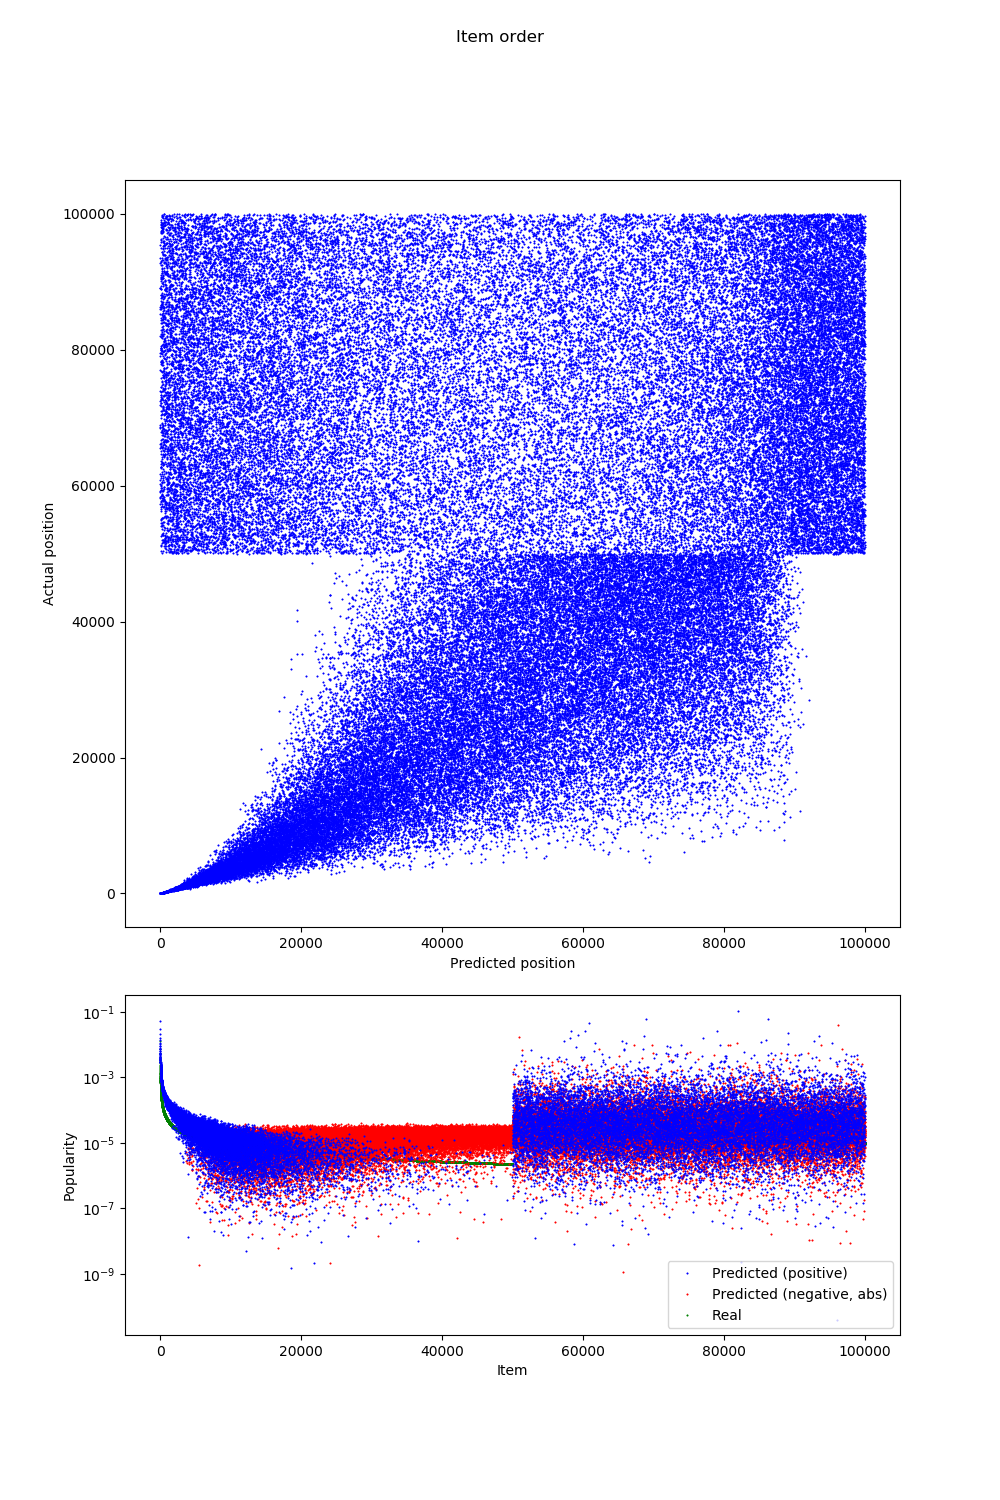 Item order
100000
80000
60000
40000
20000
0
Actual position
0 20000 40000 60000 80000 100000
Predicted position
10⁻¹
10⁻³
10⁻⁵
10⁻⁷
10⁻⁹
Popularity
Predicted (positive)
Predicted (negative, abs)
Real
0 20000 40000 60000 80000 100000
Item